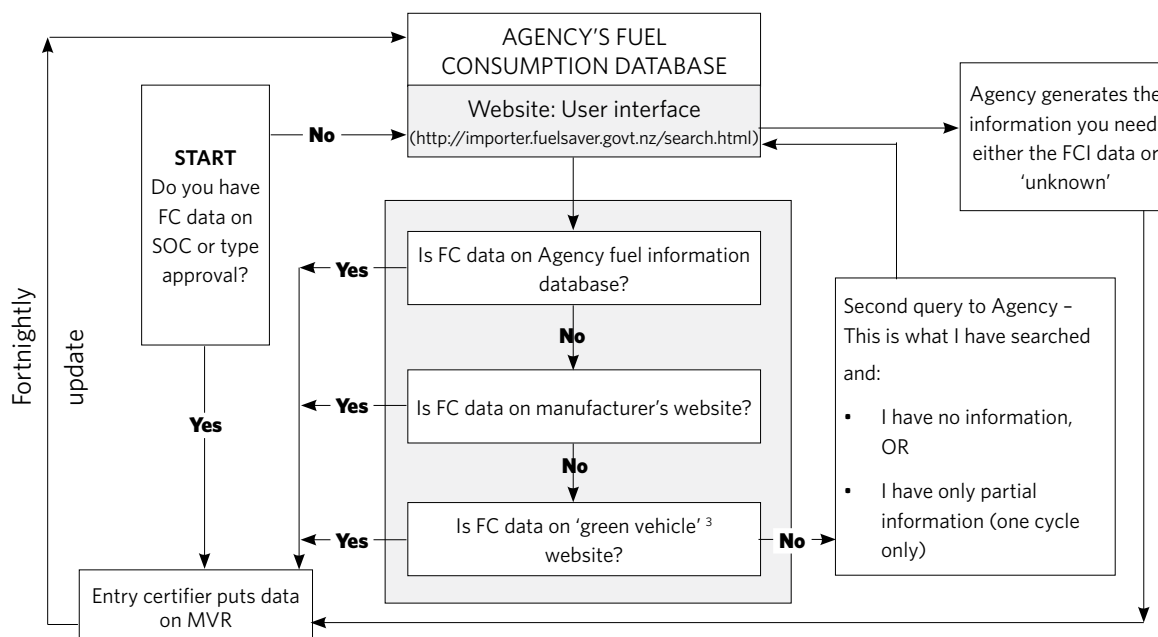 AGENCY'S FUEL
CONSUMPTION DATABASE
Website: User interface
(http://importer.fuelsaver.govt.nz/search.html)
Agency generates the
information you need
either the FCI data or
‘unknown’
START
Do you have
FC data on
SOC or type
approval?
No
Yes
Is FC data on Agency fuel information
database?
Yes
No
Is FC data on manufacturer’s website?
Yes
No
Is FC data on ‘green vehicle’ 3
website?
Yes
No
Second query to Agency –
This is what I have searched
and:
▪ I have no information,
OR
▪ I have only partial
information (one cycle
only)
Fortnightly
update
Entry certifier puts data
on MVR